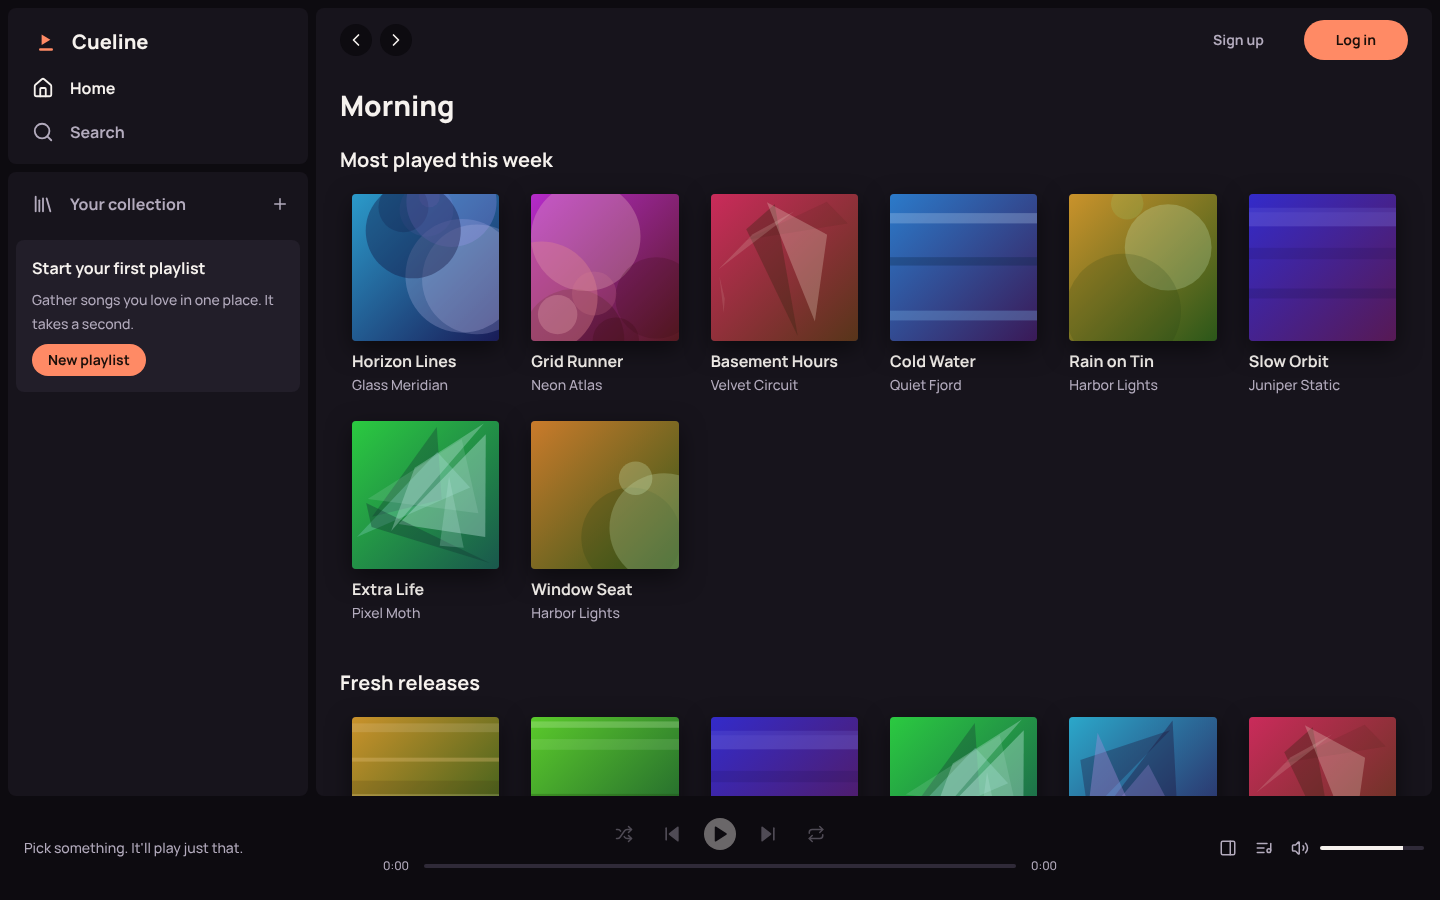 Cueline
Home
Search
Your collection
Start your first playlist
Gather songs you love in one place. It
takes a second.
New playlist
Sign up
Log in
Morning
Most played this week
Horizon Lines
Glass Meridian
Grid Runner
Neon Atlas
Basement Hours
Velvet Circuit
Cold Water
Quiet Fjord
Rain on Tin
Harbor Lights
Slow Orbit
Juniper Static
Extra Life
Pixel Moth
Window Seat
Harbor Lights
Fresh releases
Pick something. It'll play just that.
0:00
0:00